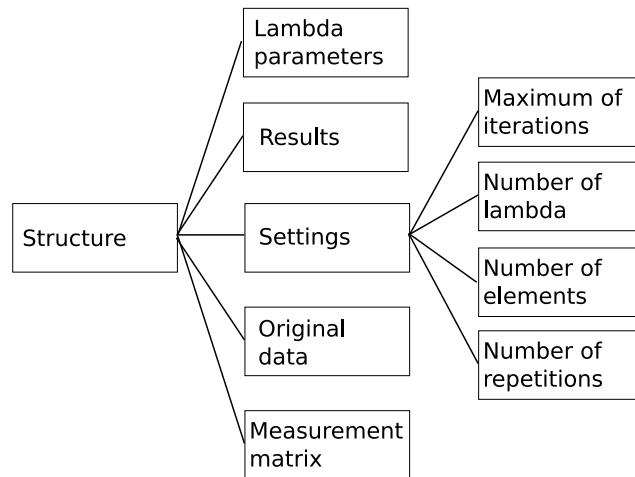 Structure
Lambda
parameters
Results
Settings
Original
data
Measurement
matrix
Maximum of
iterations
Number of
lambda
Number of
elements
Number of
repetitions